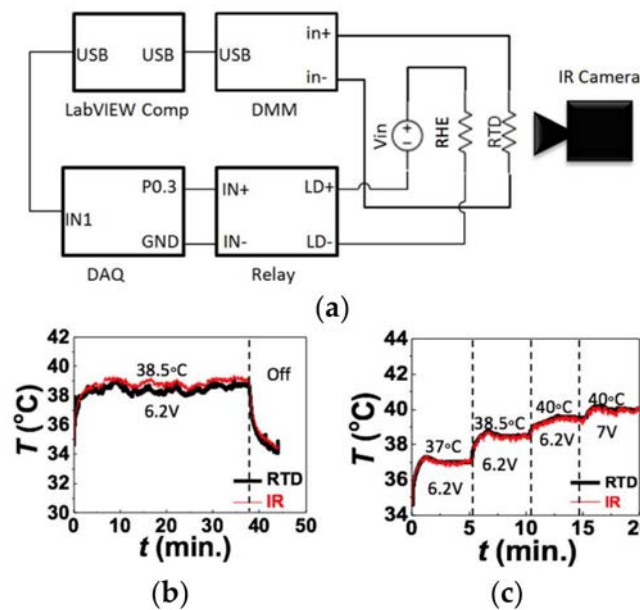 USB USB USB in+
in-
LabVIEW Comp DMM
IR Camera
Vin + - RHE RTD
P0.3 IN+ LD+
IN1
GND IN- LD-
DAQ Relay
(a)
42
40
38
36
34
32
30
T (°C)
38.5°C
6.2V
Off
RTD
IR
0 10 20 30 40 50
t (min.)
(b)
44
42
40
38
36
34
T (°C)
37°C
6.2V
38.5°C
6.2V
40°C
6.2V
40°C
7V
RTD
IR
0 5 10 15 2
t (min.)
(c)